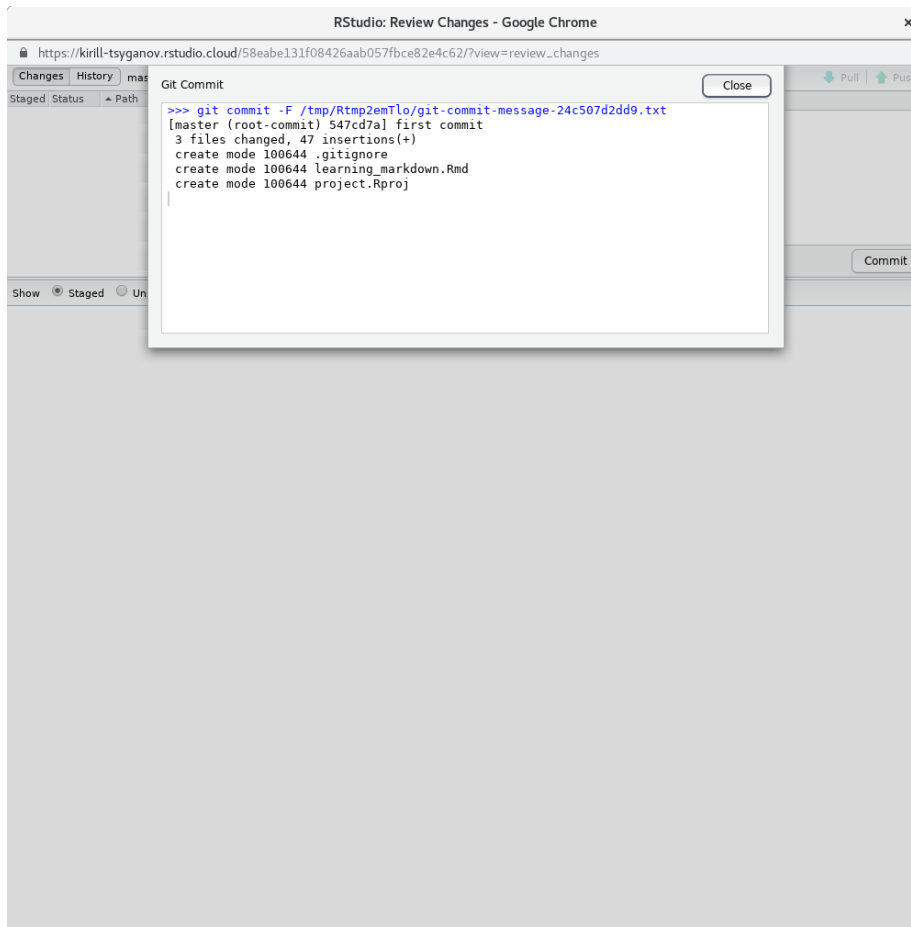 RStudio: Review Changes - Google Chrome
https://kirill-tsyganov.rstudio.cloud/58eabe131f08426aab057fbce82e4c62/?view=review_changes
Changes History mas Git Commit Close Pull Pus
Staged Status Path
>>> git commit -F /tmp/Rtmp2emTlo/git-commit-message-24c507d2dd9.txt
[master (root-commit) 547cd7a] first commit
3 files changed, 47 insertions(+)
create mode 100644 .gitignore
create mode 100644 learning_markdown.Rmd
create mode 100644 project.Rproj
Commit
Show Staged Un